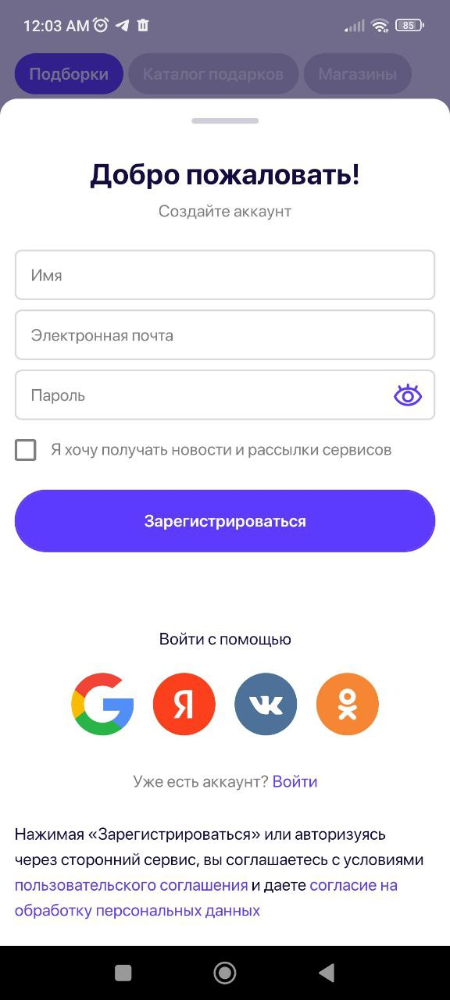 12:03 AM
85
Подборки
Каталог подарков
Магазины
Добро пожаловать!
Создайте аккаунт
Имя
Электронная почта
Пароль
Я хочу получать новости и рассылки сервисов
Зарегистрироваться
Войти с помощью
Уже есть аккаунт? Войти
Нажимая «Зарегистрироваться» или авторизуясь
через сторонний сервис, вы соглашаетесь с условиями
пользовательского соглашения и даете согласие на
обработку персональных данных